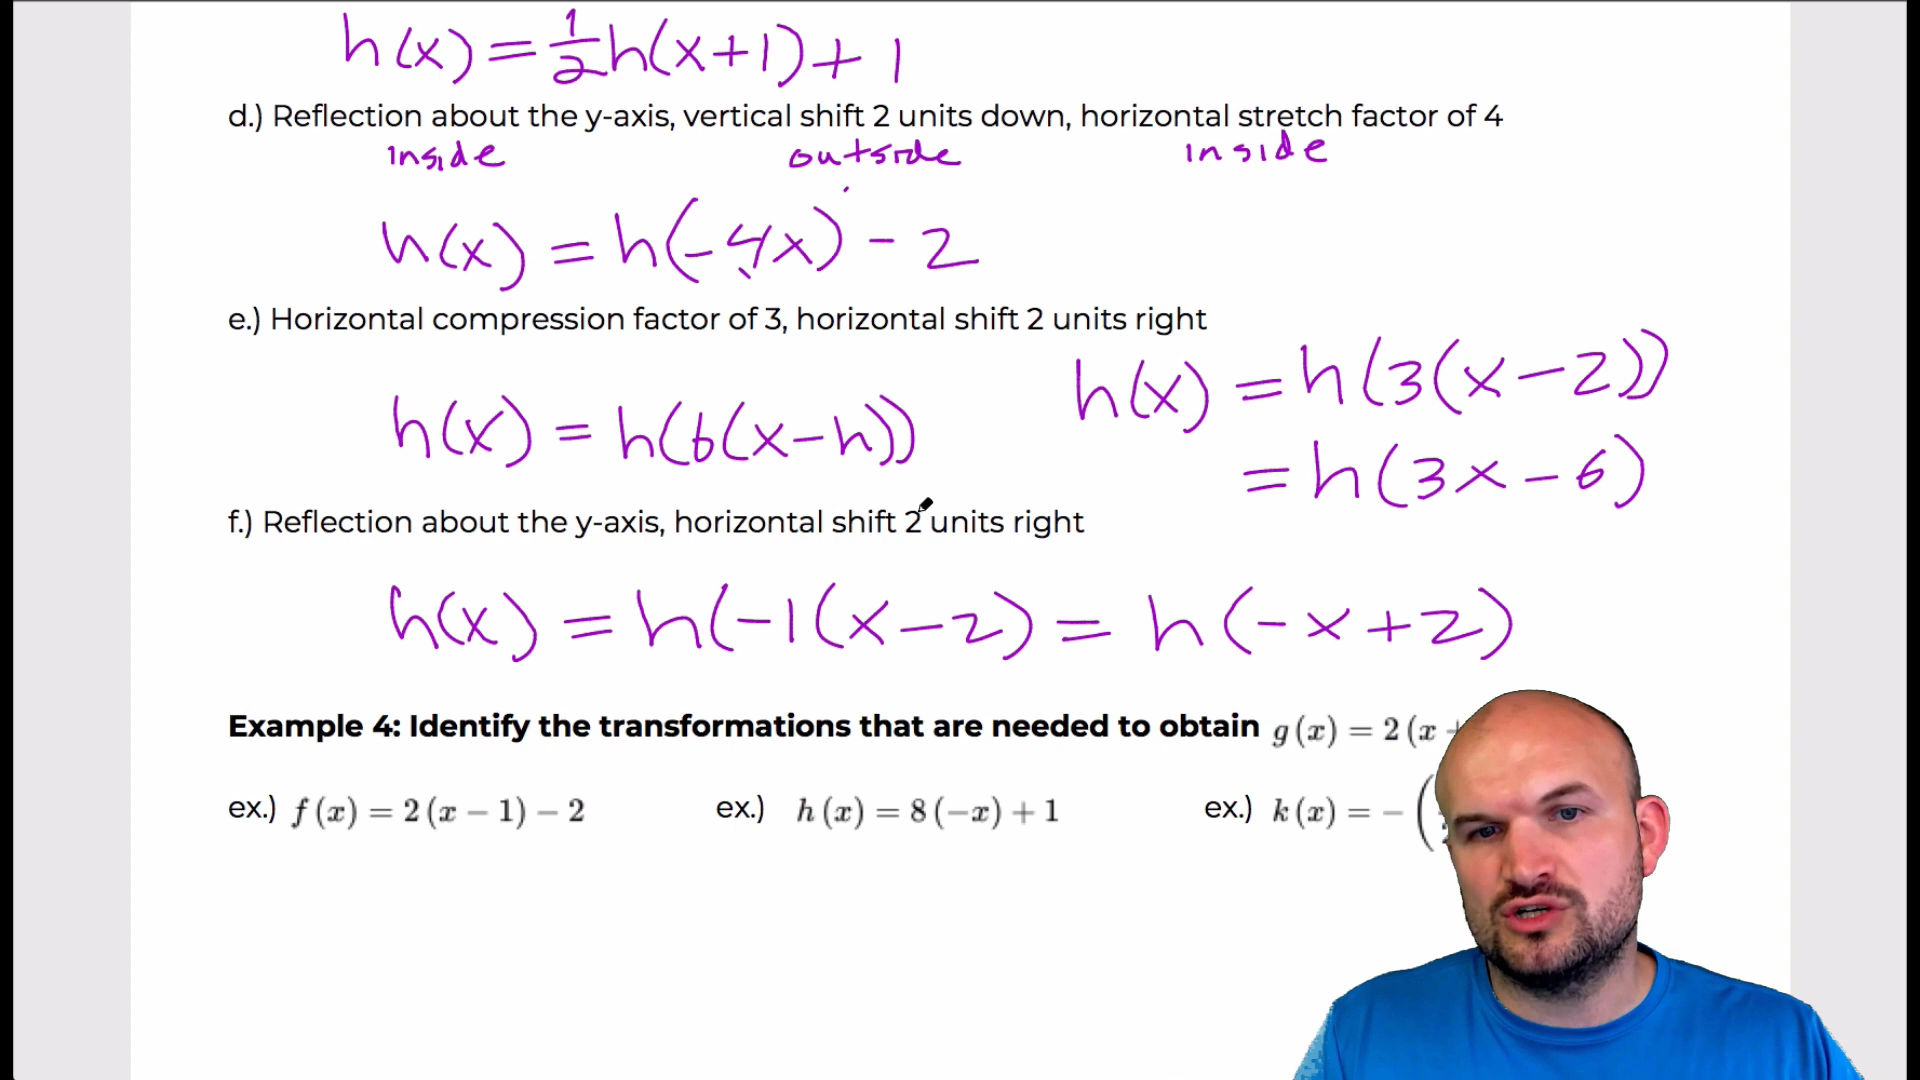 h(x) = 1/2 h(x+1) + 1
d.) Reflection about the y-axis, vertical shift 2 units down, horizontal stretch factor of 4
inside outside inside
h(x) = h(-4x) - 2
e.) Horizontal compression factor of 3, horizontal shift 2 units right
h(x) = h(3(x-2))
h(x) = h(b(x-h))
= h(3x-6)
f.) Reflection about the y-axis, horizontal shift 2 units right
h(x) = h(-1(x-2) = h(-x+2)
Example 4: Identify the transformations that are needed to obtain g(x) = 2(x
ex.) f(x) = 2(x − 1) − 2 ex.) h(x) = 8(−x) + 1 ex.) k(x) = −(